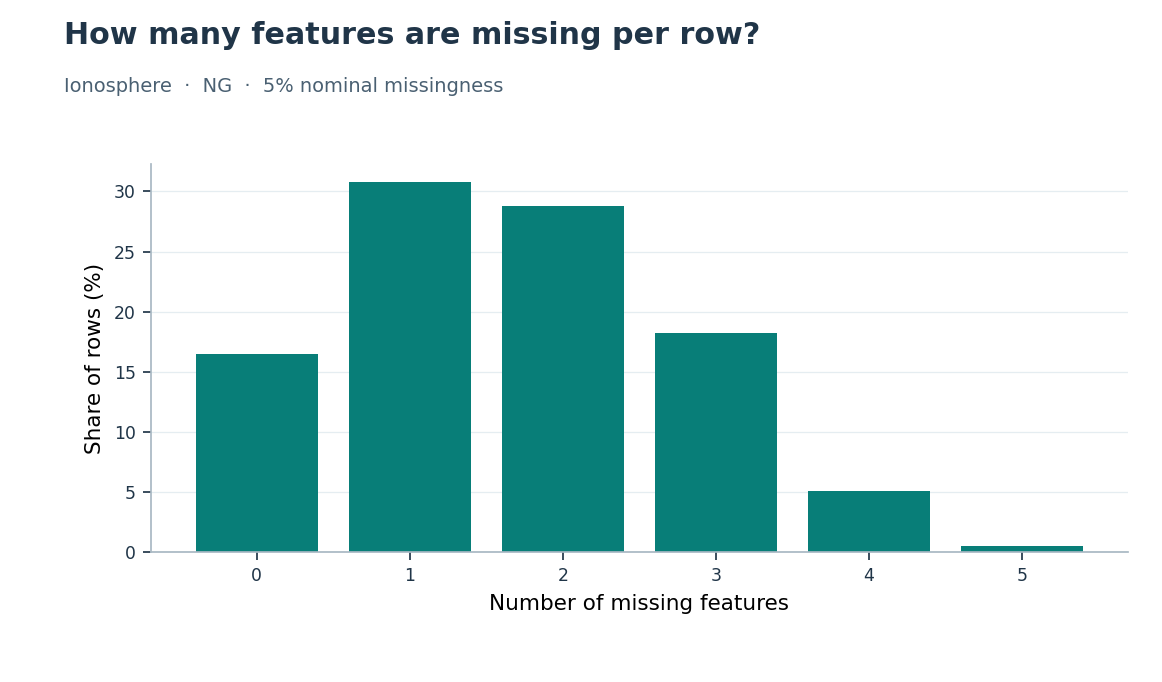 How many features are missing per row?
Ionosphere · NG · 5% nominal missingness
Share of rows (%)
30
25
20
15
10
5
0
0 1 2 3 4 5
Number of missing features